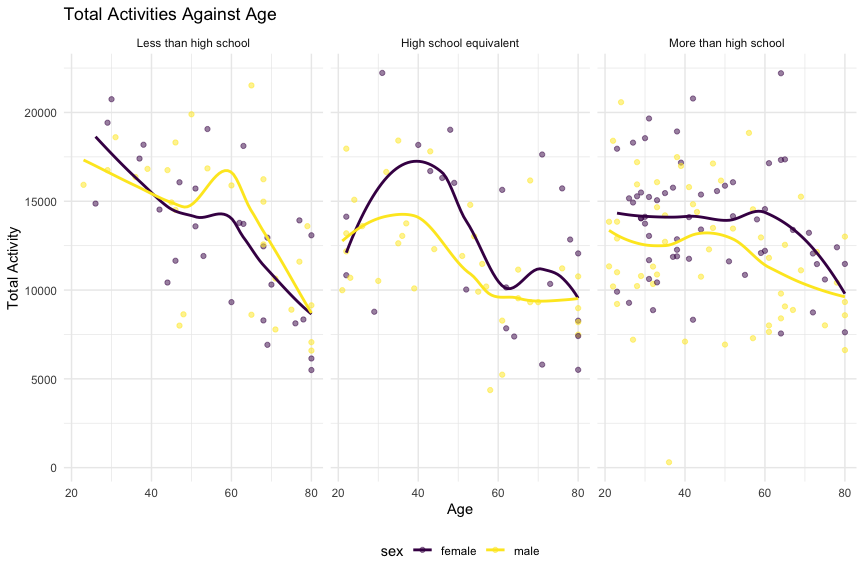 Total Activities Against Age
Less than high school
High school equivalent
More than high school
Total Activity
20000
15000
10000
5000
0
20 40 60 80
20 40 60 80
20 40 60 80
Age
sex female male